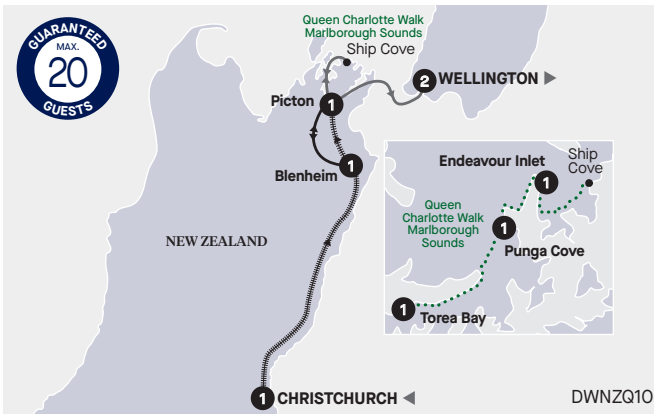 GUARANTEED
MAX.
20
GUESTS
Queen Charlotte Walk
Marlborough Sounds
Ship Cove
2 WELLINGTON
Picton 1
Blenheim 1
NEW ZEALAND
1 CHRISTCHURCH
Endeavour Inlet
1
Ship
Cove
Queen
Charlotte Walk
Marlborough
Sounds
1
Punga Cove
1
Torea Bay
DWNZQ10